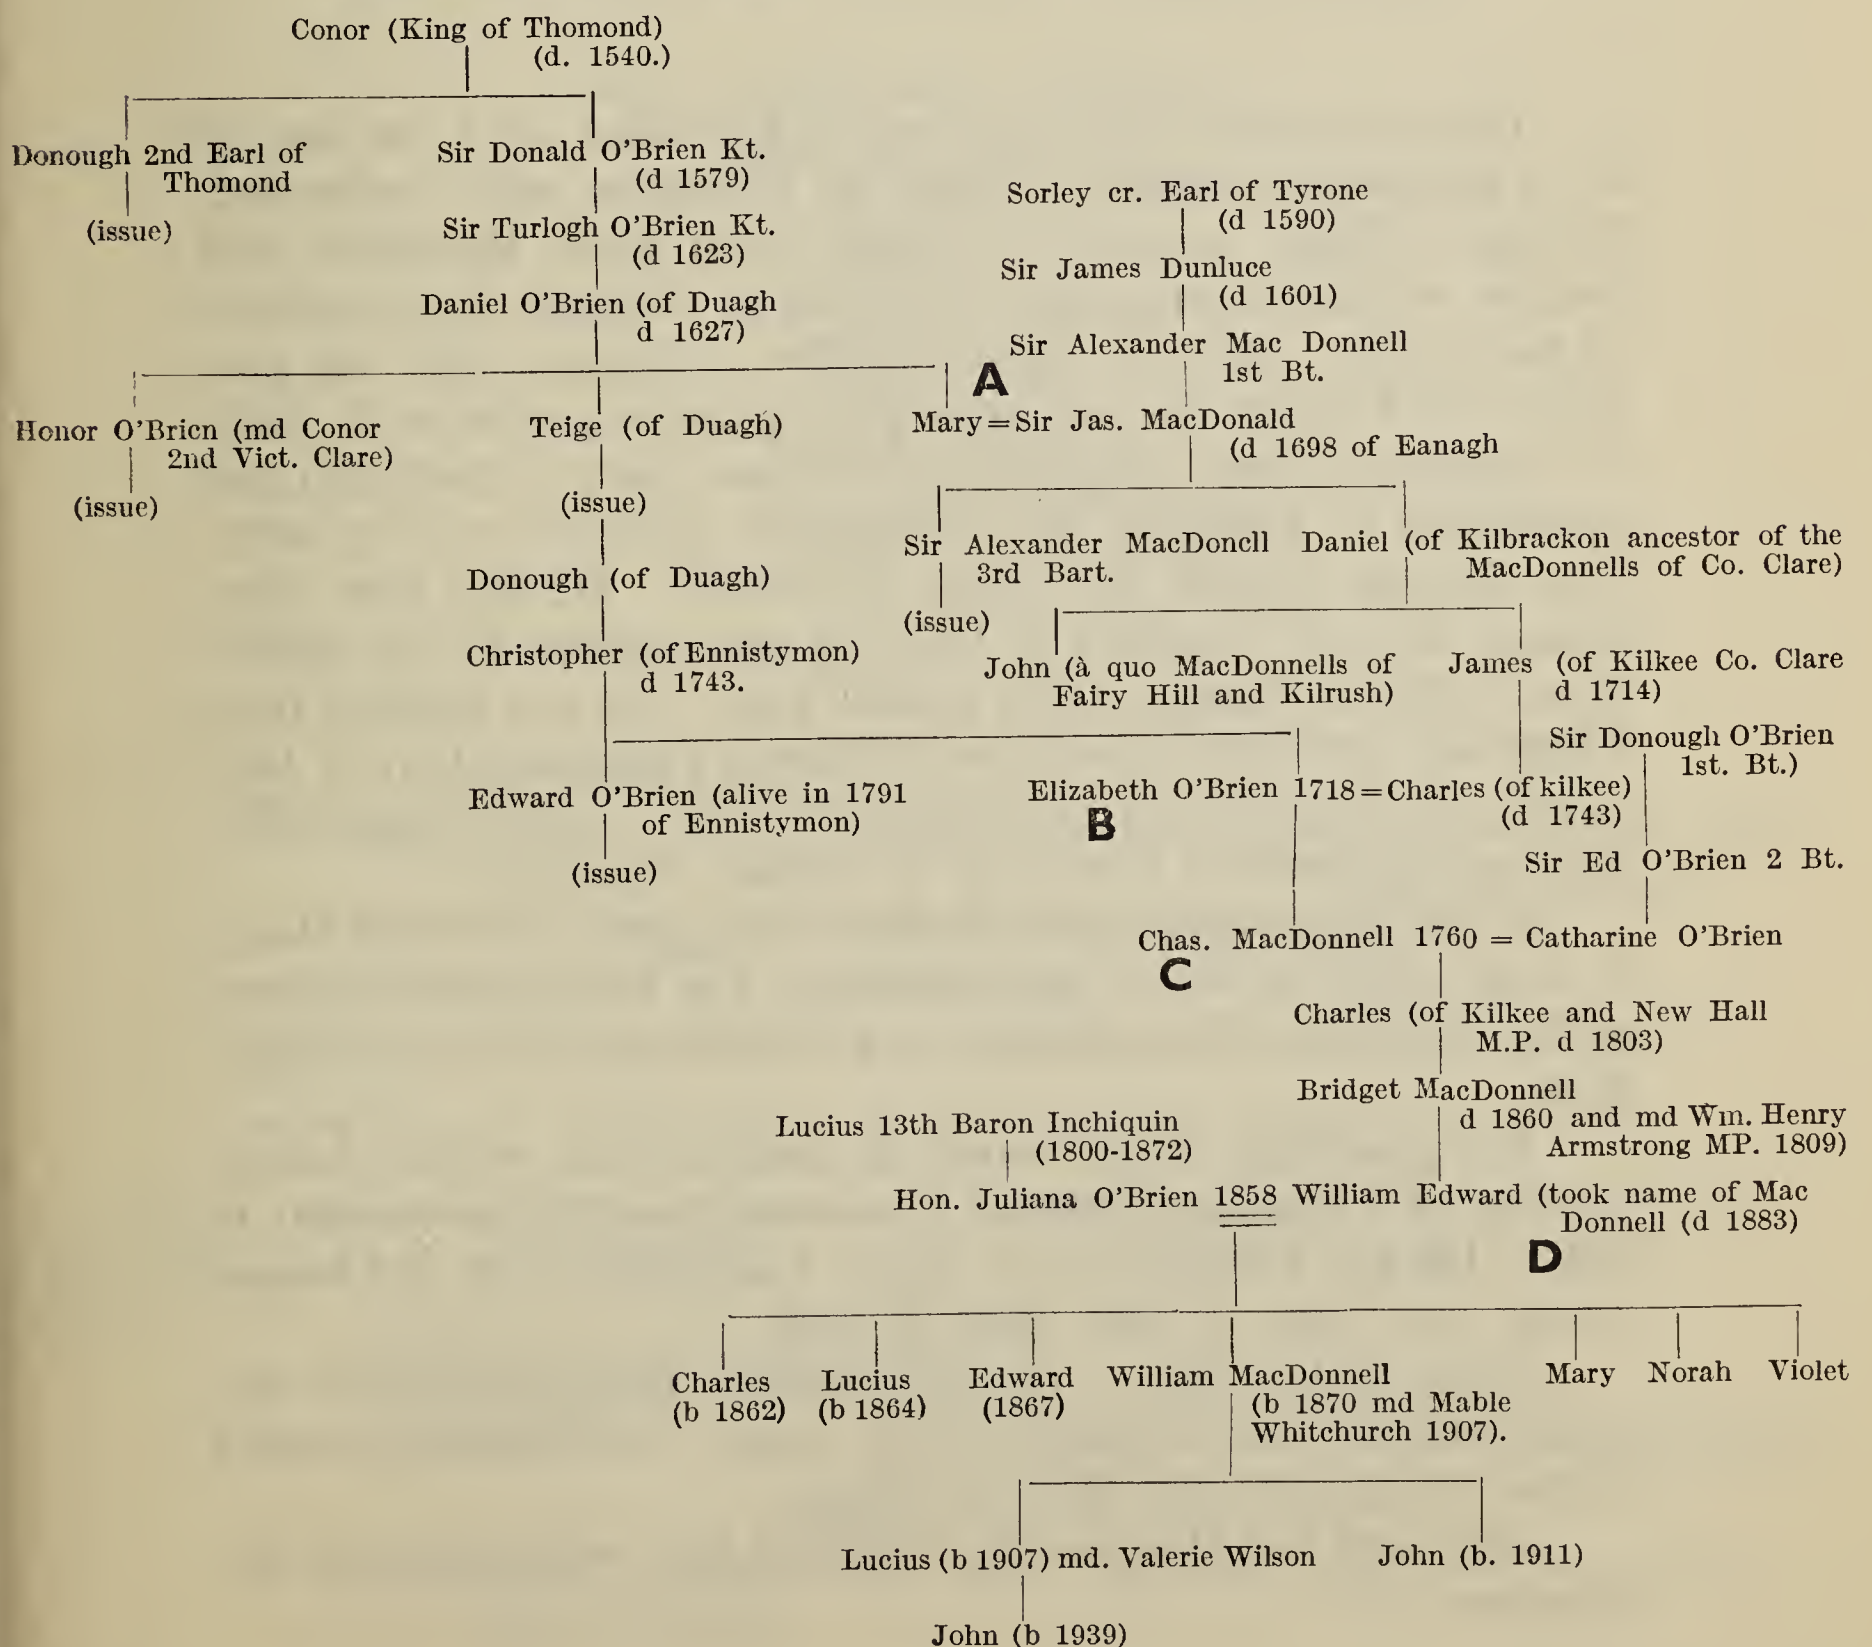 Conor (King of Thomond)
(d. 1540.)
Donough 2nd Earl of
Thomond
(issue)
Sir Donald O'Brien Kt.
(d 1579)
Sir Turlogh O'Brien Kt.
(d 1623)
Daniel O'Brien (of Duagh
d 1627)
Sorley cr. Earl of Tyrone
(d 1590)
Sir James Dunluce
(d 1601)
Sir Alexander Mac Donnell
1st Bt.
A
Honor O'Brien (md Conor
2nd Vict. Clare)
(issue)
Teige (of Duagh)
(issue)
Mary=Sir Jas. MacDonald
(d 1698 of Eanagh
Sir Alexander MacDonell
3rd Bart.
(issue)
Daniel (of Kilbrackon ancestor of the
MacDonnells of Co. Clare)
Donough (of Duagh)
Christopher (of Ennistymon)
d 1743.
John (à quo MacDonnells of
Fairy Hill and Kilrush)
James (of Kilkee Co. Clare
d 1714)
Sir Donough O'Brien
1st. Bt.)
Edward O'Brien (alive in 1791
of Ennistymon)
(issue)
Elizabeth O'Brien 1718=Charles (of kilkee)
(d 1743)
B
Sir Ed O'Brien 2 Bt.
Chas. MacDonnell 1760 = Catharine O'Brien
C
Charles (of Kilkee and New Hall
M.P. d 1803)
Bridget MacDonnell
d 1860 and md Wm. Henry
Armstrong MP. 1809)
Lucius 13th Baron Inchiquin
(1800-1872)
Hon. Juliana O'Brien 1858 William Edward (took name of Mac
Donnell (d 1883)
D
Charles
(b 1862)
Lucius
(b 1864)
Edward
(1867)
William MacDonnell
(b 1870 md Mable
Whitchurch 1907).
Mary Norah Violet
Lucius (b 1907) md. Valerie Wilson
John (b. 1911)
John (b 1939)